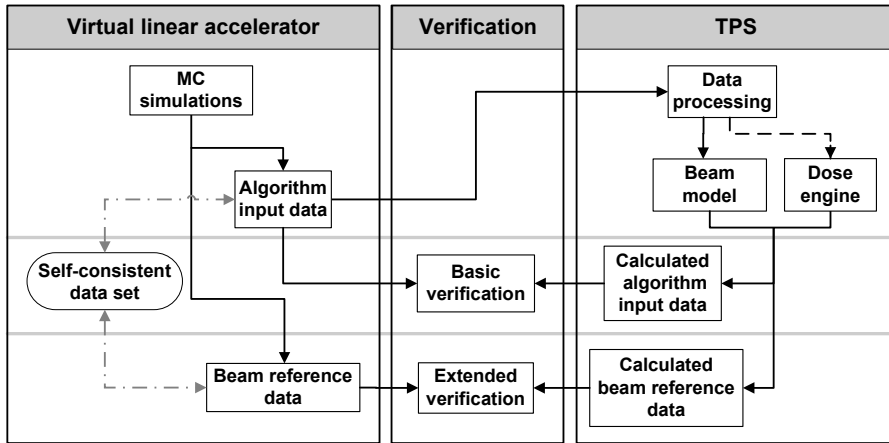 Virtual linear accelerator
Verification
TPS
MC
simulations
Data
processing
Algorithm
input data
Beam
model
Dose
engine
Self-consistent
data set
Basic
verification
Calculated
algorithm
input data
Beam reference
data
Extended
verification
Calculated
beam reference
data